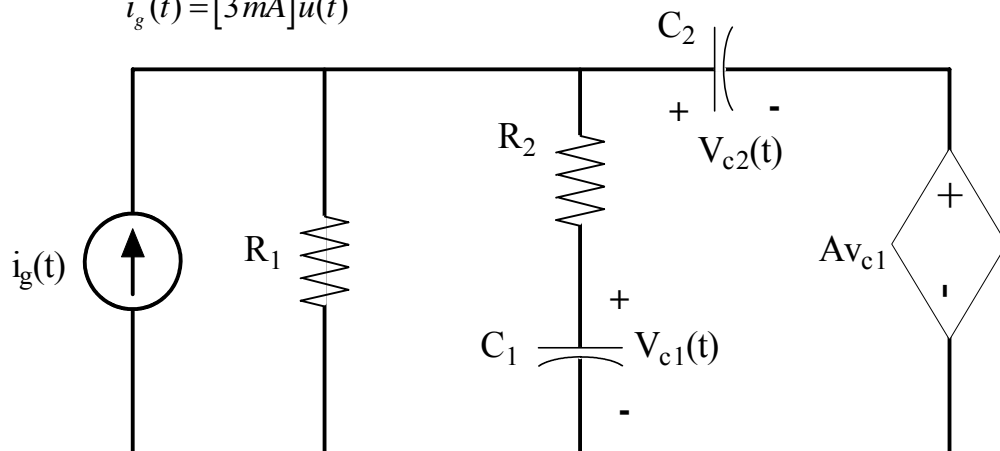 i_g(t) = [3mA]u(t)
C_2
+ -
V_c2(t)
R_2
R_1
i_g(t)
+
-
Av_c1
+
C_1
V_c1(t)
-